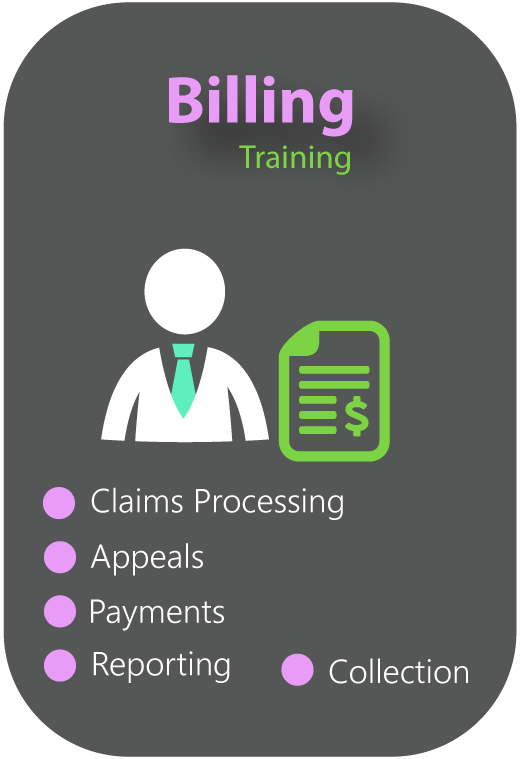 Billing
Training
$
Claims Processing
Appeals
Payments
Reporting
Collection